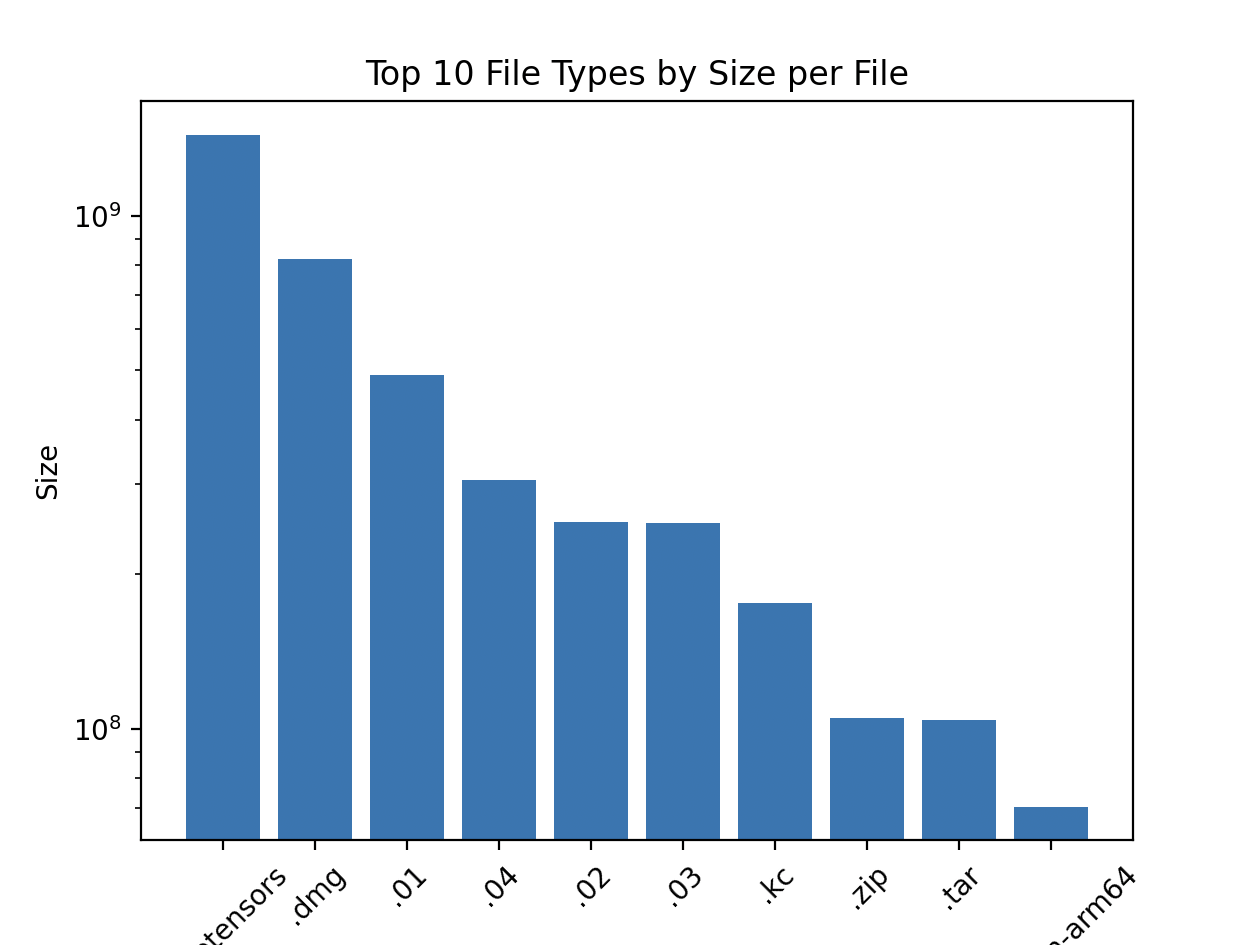 Top 10 File Types by Size per File
10⁹
Size
10⁸
.dmg
.01
.04
.02
.03
.kc
.zip
.tar